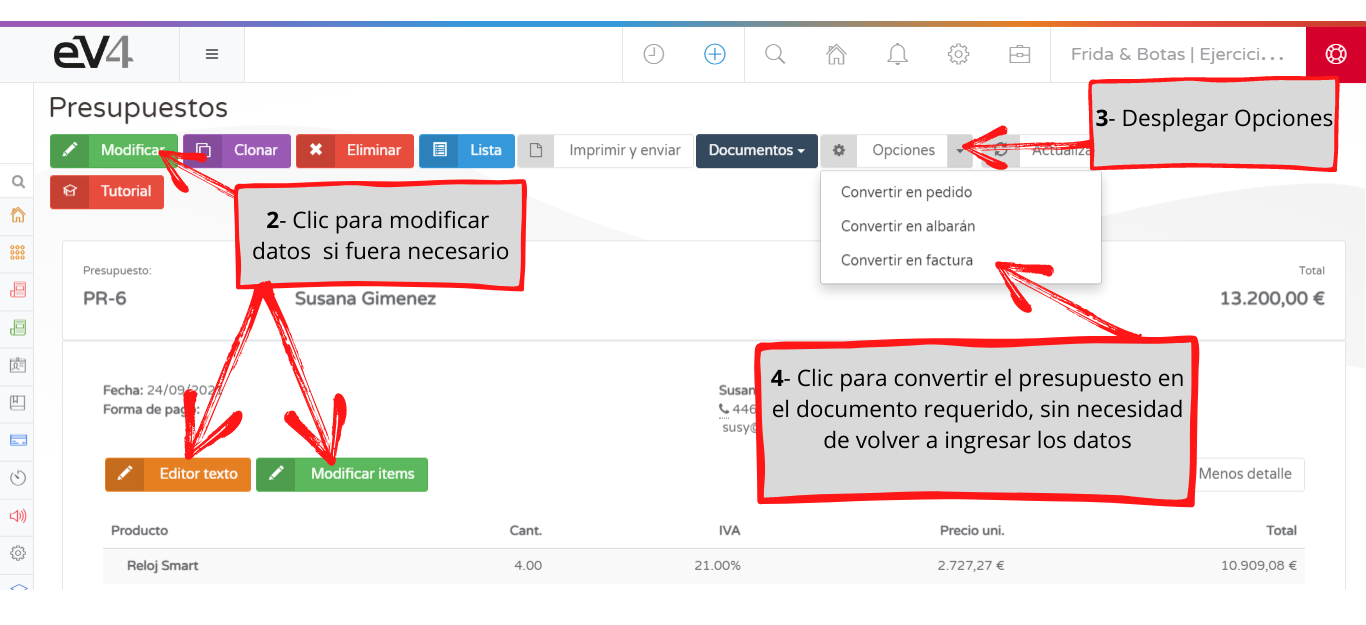 eV4
Frida & Botas | Ejercici...
Presupuestos
3- Desplegar Opciones
Modificar
Clonar
Eliminar
Lista
Imprimir y enviar
Documentos
Opciones
Actualiza
Tutorial
Convertir en pedido
Convertir en albarán
Convertir en factura
2- Clic para modificar
datos si fuera necesario
Presupuesto:
PR-6
Susana Gimenez
Total
13.200,00 €
4- Clic para convertir el presupuesto en
el documento requerido, sin necesidad
de volver a ingresar los datos
Fecha: 24/09/2021
Forma de pago:
Susan
446
susy@
Editor texto
Modificar items
Menos detalle
Producto Cant. IVA Precio uni. Total
Reloj Smart 4.00 21.00% 2.727,27 € 10.909,08 €